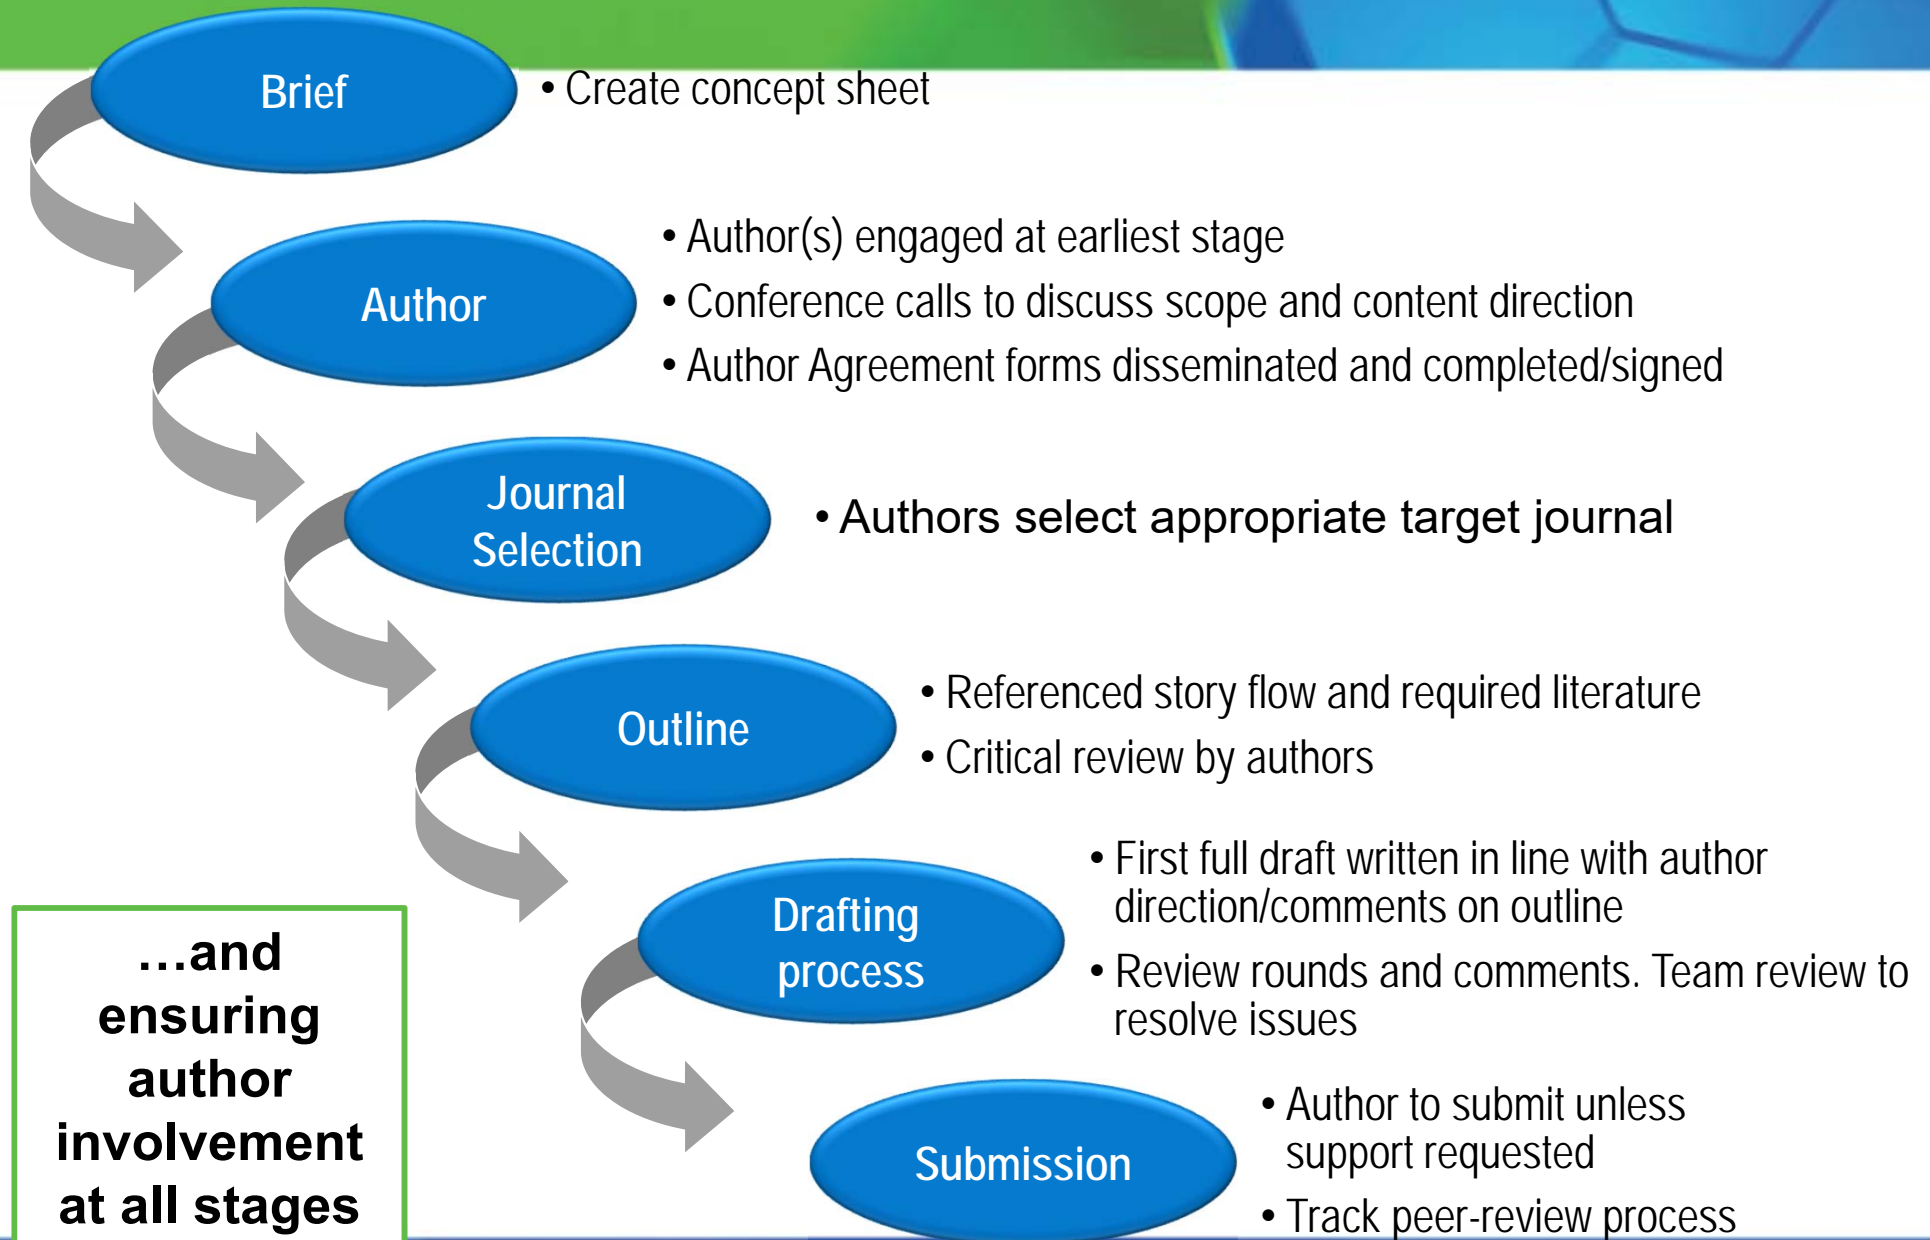 Brief
• Create concept sheet
Author
• Author(s) engaged at earliest stage
• Conference calls to discuss scope and content direction
• Author Agreement forms disseminated and completed/signed
Journal
Selection
• Authors select appropriate target journal
Outline
• Referenced story flow and required literature
• Critical review by authors
Drafting
process
• First full draft written in line with author
direction/comments on outline
• Review rounds and comments. Team review to
resolve issues
Submission
• Author to submit unless
support requested
• Track peer-review process
…and
ensuring
author
involvement
at all stages